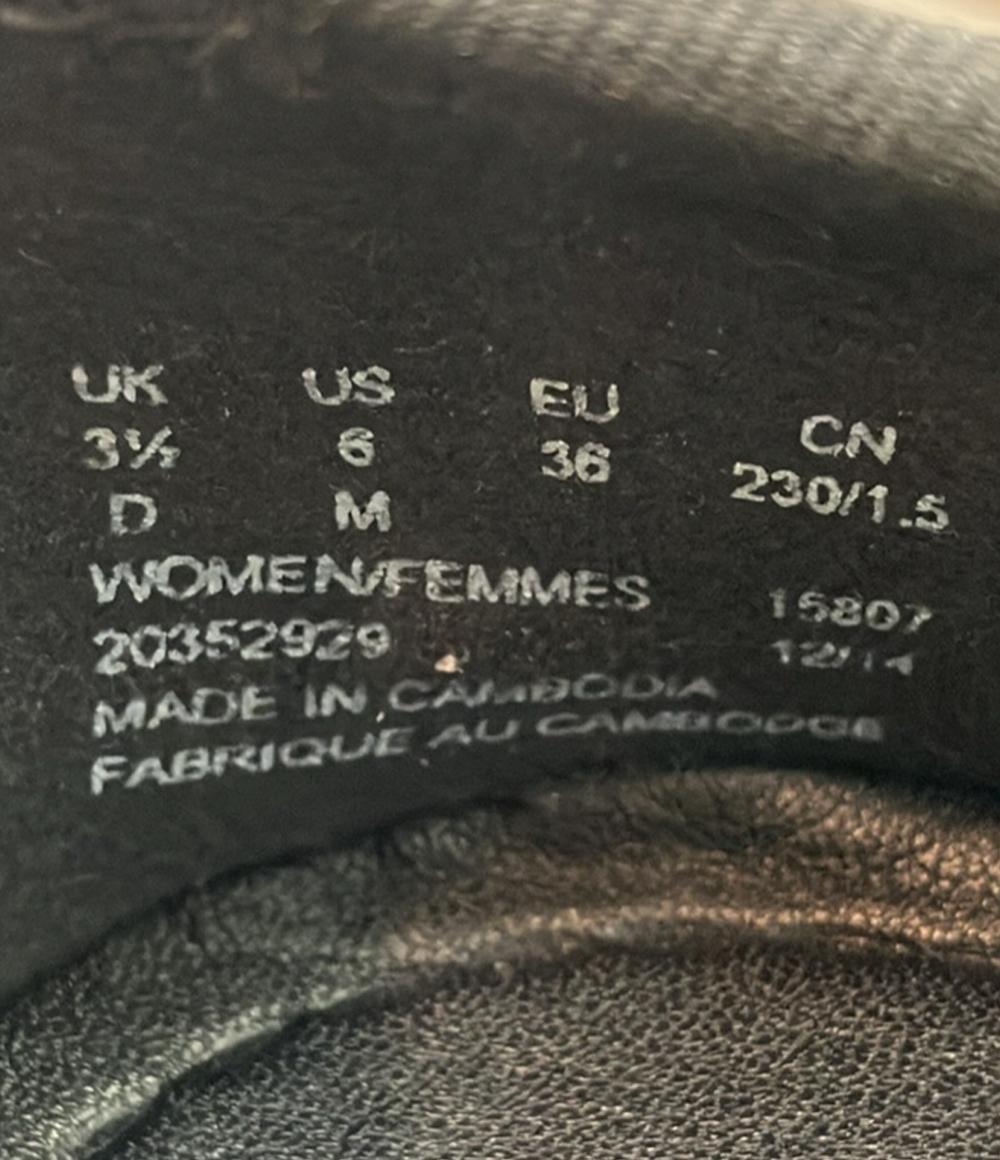 UK US EU CN
3½ 6 36 230/1.5
D M
WOMEN/FEMMES 15807
20352929 12/14
MADE IN CAMBODIA
FABRIQUE AU CAMBODGE